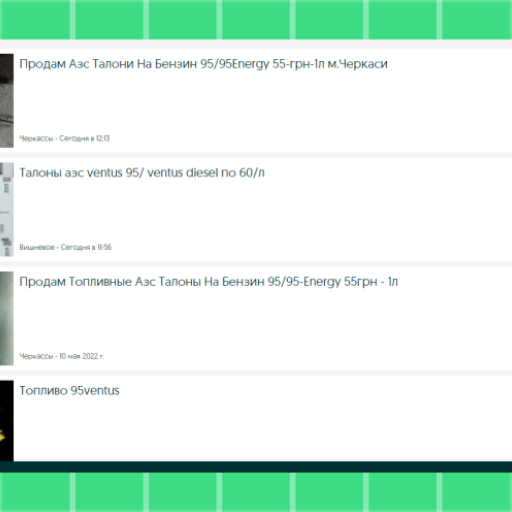 Продам Азс Талони На Бензин 95/95Energy 55-грн-1л м.Черкаси
Черкассы - Сегодня в 12:13
Талоны азс ventus 95/ ventus diesel по 60/л
Вишневое - Сегодня в 11:56
Продам Топливные Азс Талоны На Бензин 95/95-Energy 55грн - 1л
Черкассы - 10 мая 2022 г.
Топливо 95ventus